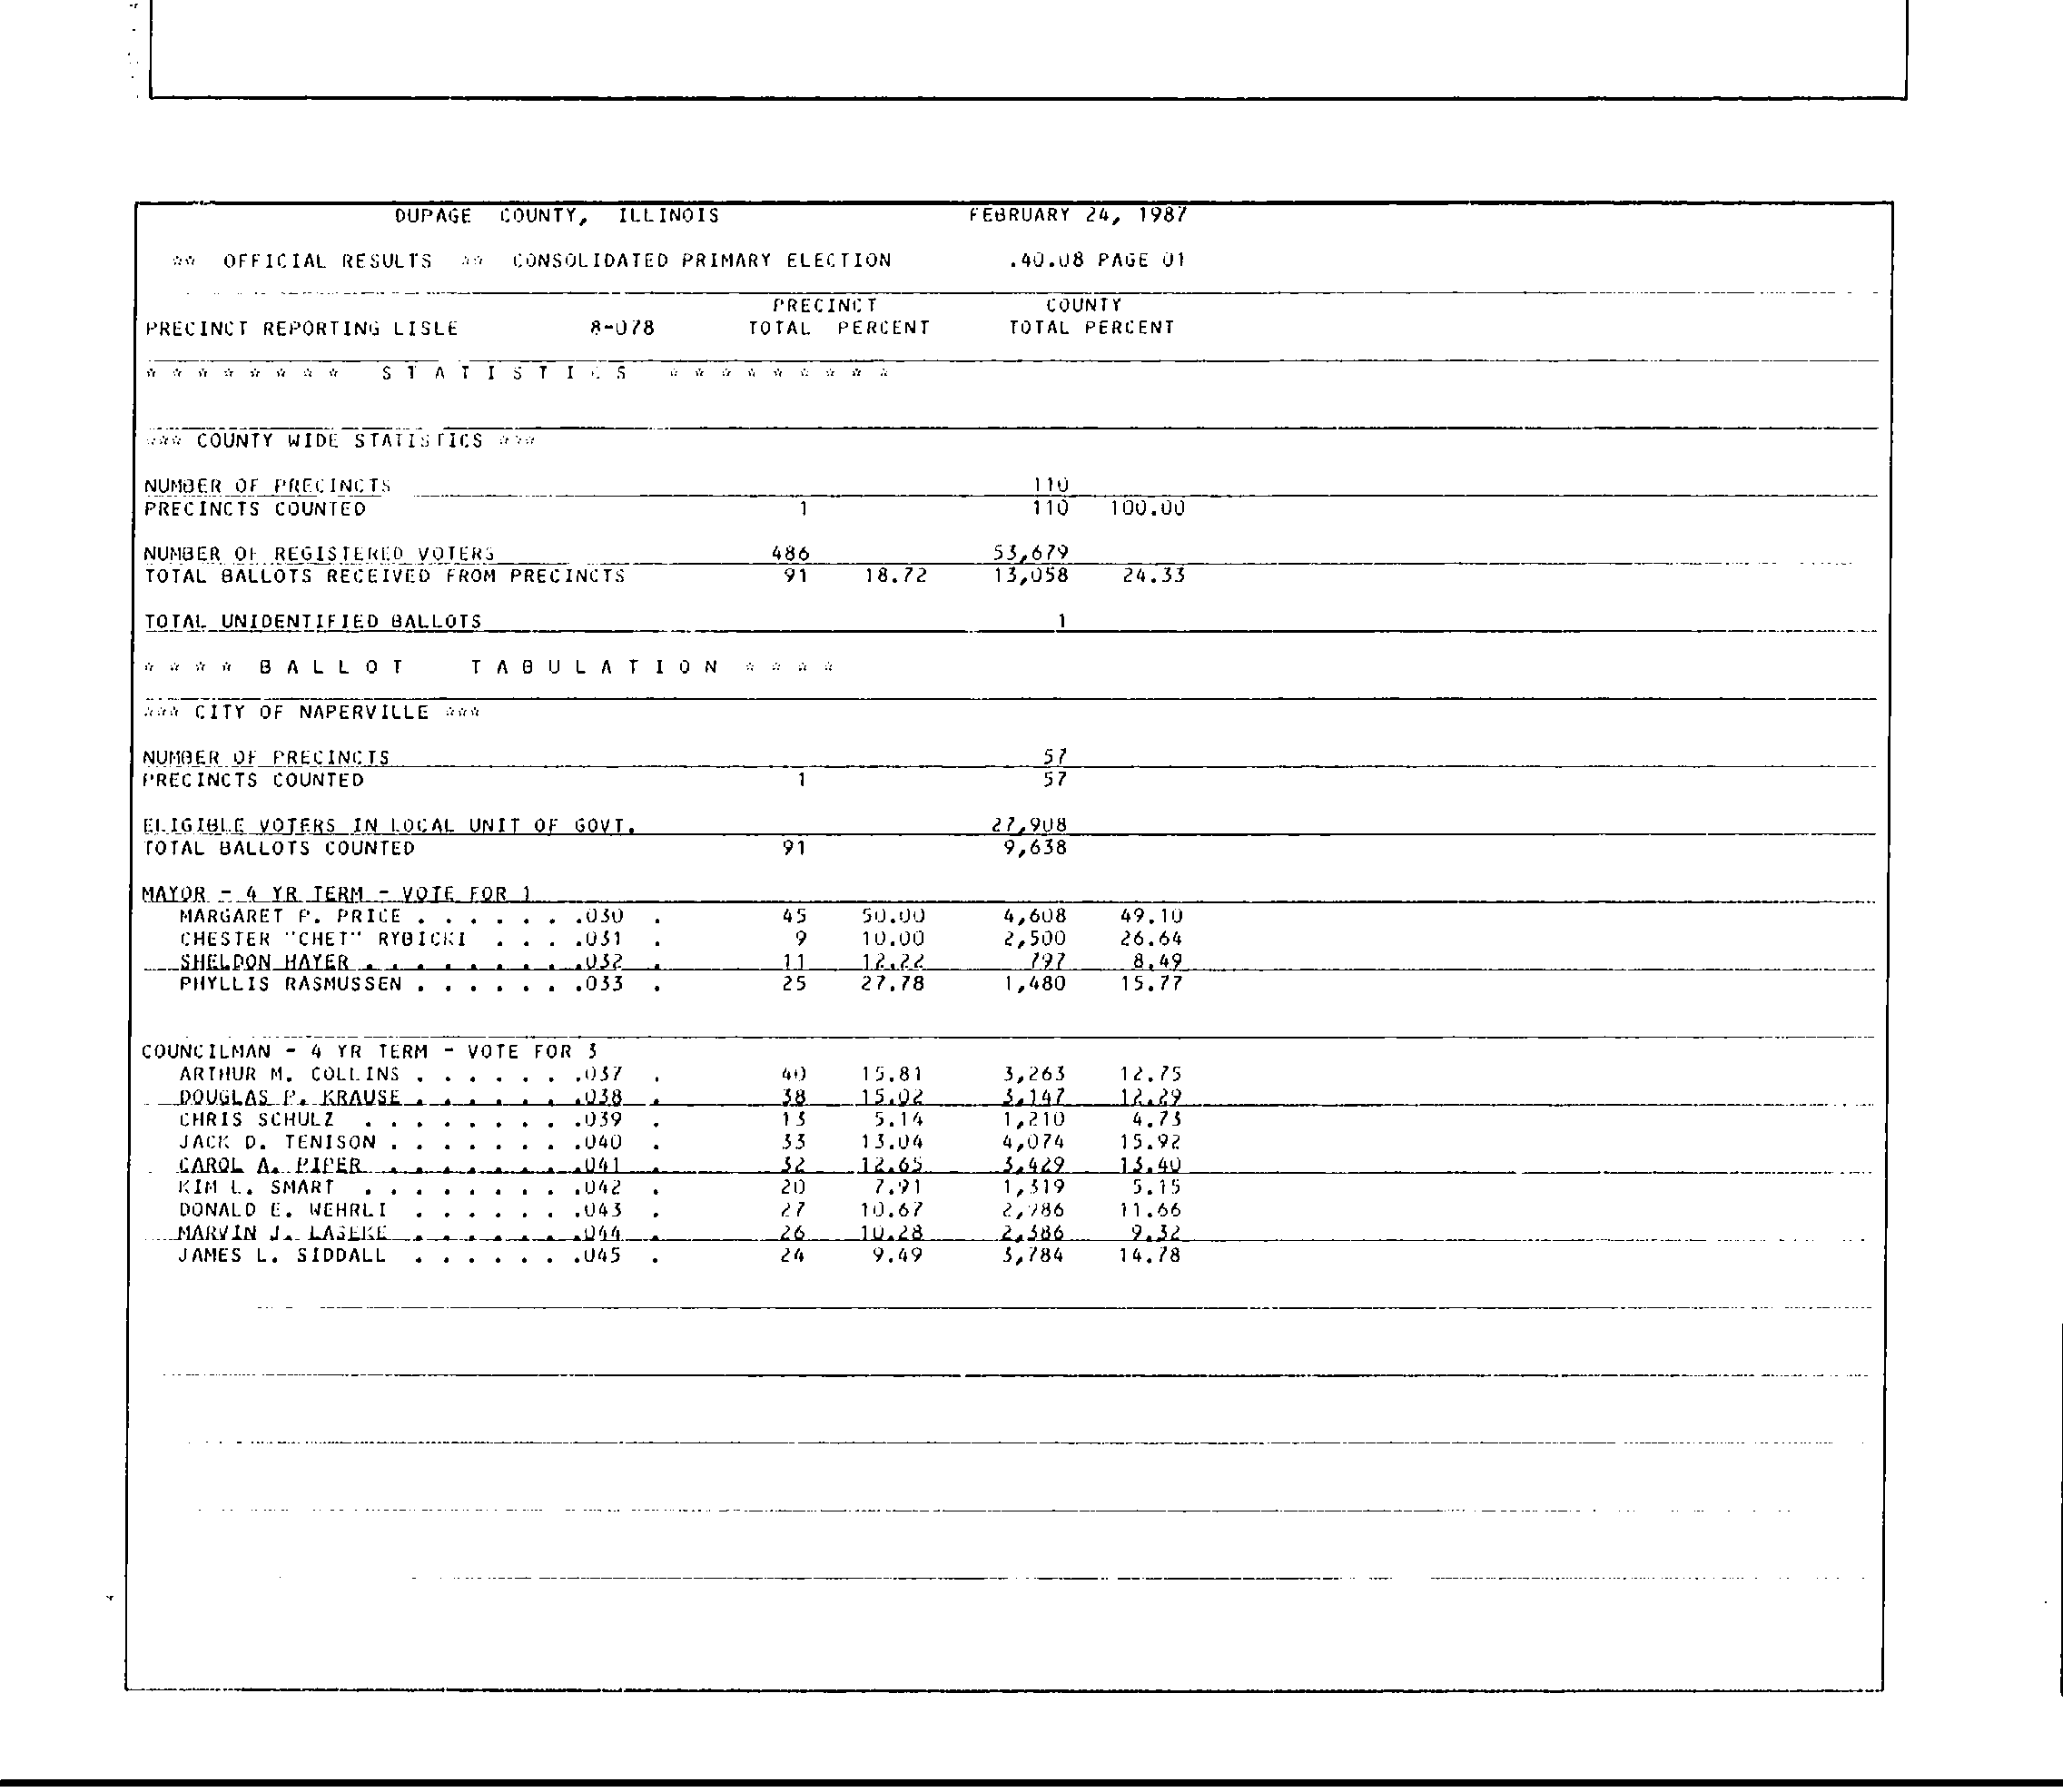 DUPAGE COUNTY, ILLINOIS FEBRUARY 24, 1987
** OFFICIAL RESULTS ** CONSOLIDATED PRIMARY ELECTION .40.08 PAGE 01
PRECINCT COUNTY
PRECINCT REPORTING LISLE 8-078 TOTAL PERCENT TOTAL PERCENT
* * * * * * * * S T A T I S T I C S * * * * * * * * *
*** COUNTY WIDE STATISTICS ***
NUMBER OF PRECINCTS 110
PRECINCTS COUNTED 1 110 100.00
NUMBER OF REGISTERED VOTERS 486 53,679
TOTAL BALLOTS RECEIVED FROM PRECINCTS 91 18.72 13,058 24.33
TOTAL UNIDENTIFIED BALLOTS 1
* * * * B A L L O T T A B U L A T I O N * * * *
*** CITY OF NAPERVILLE ***
NUMBER OF PRECINCTS 57
PRECINCTS COUNTED 1 57
ELIGIBLE VOTERS IN LOCAL UNIT OF GOVT. 27,908
TOTAL BALLOTS COUNTED 91 9,638
MAYOR - 4 YR TERM - VOTE FOR 1
MARGARET P. PRICE . . . . . . .030 . 45 50.00 4,608 49.10
CHESTER "CHET" RYBICKI . . . .031 . 9 10.00 2,500 26.64
SHELDON HAYER . . . . . . . . .032 . 11 12.22 797 8.49
PHYLLIS RASMUSSEN . . . . . . .033 . 25 27.78 1,480 15.77
COUNCILMAN - 4 YR TERM - VOTE FOR 3
ARTHUR M. COLLINS . . . . . . .037 . 40 15.81 3,263 12.75
DOUGLAS P. KRAUSE . . . . . . .038 . 38 15.02 3,147 12.29
CHRIS SCHULZ . . . . . . . . .039 . 13 5.14 1,210 4.73
JACK D. TENISON . . . . . . . .040 . 33 13.04 4,074 15.92
CAROL A. PIPER . . . . . . . .041 . 32 12.65 3,429 13.40
KIM L. SMART . . . . . . . . .042 . 20 7.91 1,319 5.15
DONALD E. WEHRLI . . . . . . .043 . 27 10.67 2,986 11.66
MARVIN J. LASEKE . . . . . . .044 . 26 10.28 2,386 9.32
JAMES L. SIDDALL . . . . . . .045 . 24 9.49 3,784 14.78